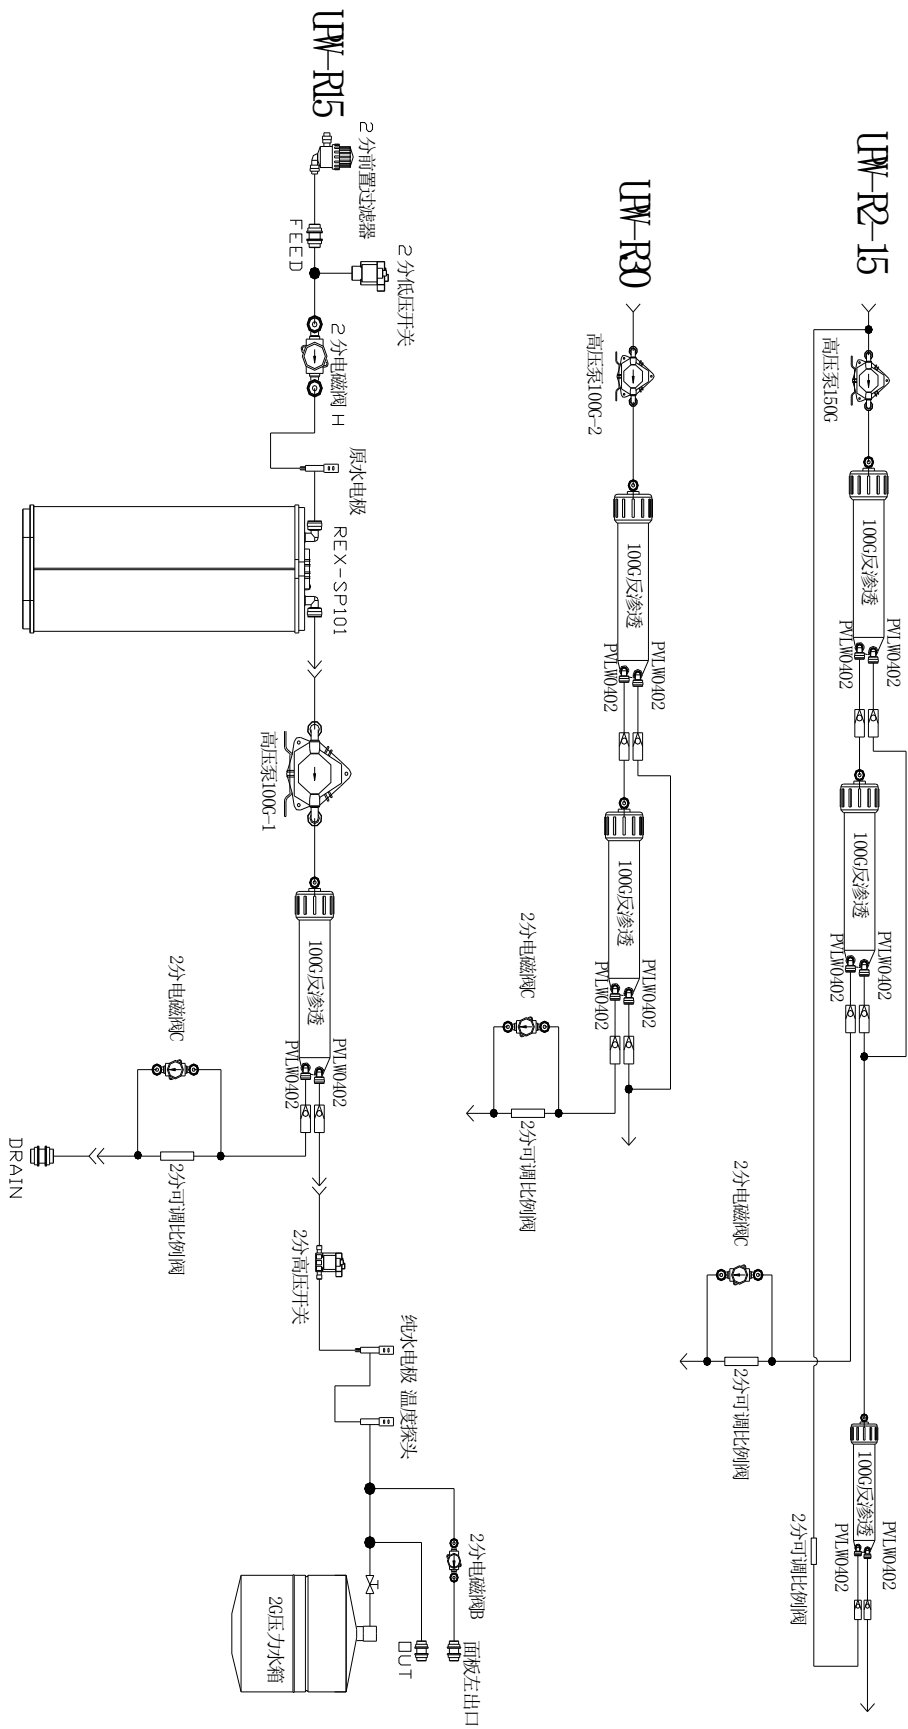 UPW-R2-15
高压泵150G
100G反渗透
PVLW0402
PVLW0402
100G反渗透
PVLW0402
PVLW0402
2分电磁阀C
2分可调比例阀
100G反渗透
PVLW0402
PVLW0402
2分可调比例阀
UPW-R30
高压泵100G-2
100G反渗透
PVLW0402
PVLW0402
100G反渗透
PVLW0402
PVLW0402
2分电磁阀C
2分可调比例阀
UPW-R15
2分前置过滤器
FEED
2分低压开关
2分电磁阀H
原水电极
REX-SP101
高压泵100G-1
100G反渗透
PVLW0402
PVLW0402
2分电磁阀C
2分可调比例阀
DRAIN
2分高压开关
纯水电极 温度探头
2分电磁阀B
面板左出口
OUT
2G压力水箱